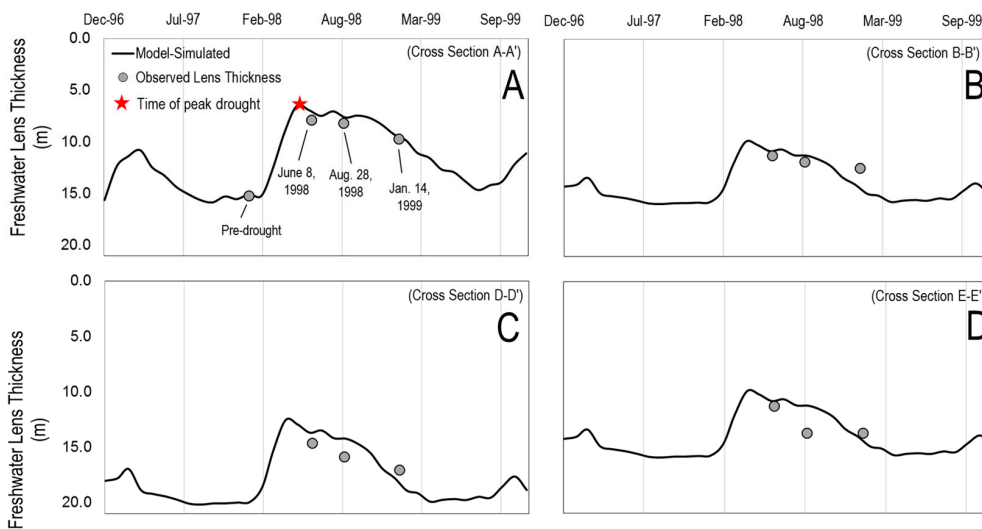 Dec-96 Jul-97 Feb-98 Aug-98 Mar-99 Sep-99
Dec-96 Jul-97 Feb-98 Aug-98 Mar-99 Sep-99
Freshwater Lens Thickness
(m)
0.0
5.0
10.0
15.0
20.0
Model-Simulated
Observed Lens Thickness
Time of peak drought
(Cross Section A-A')
A
June 8,
1998
Aug. 28,
1998
Jan. 14,
1999
Pre-drought
(Cross Section B-B')
B
Freshwater Lens Thickness
(m)
0.0
5.0
10.0
15.0
20.0
(Cross Section D-D')
C
(Cross Section E-E'
D